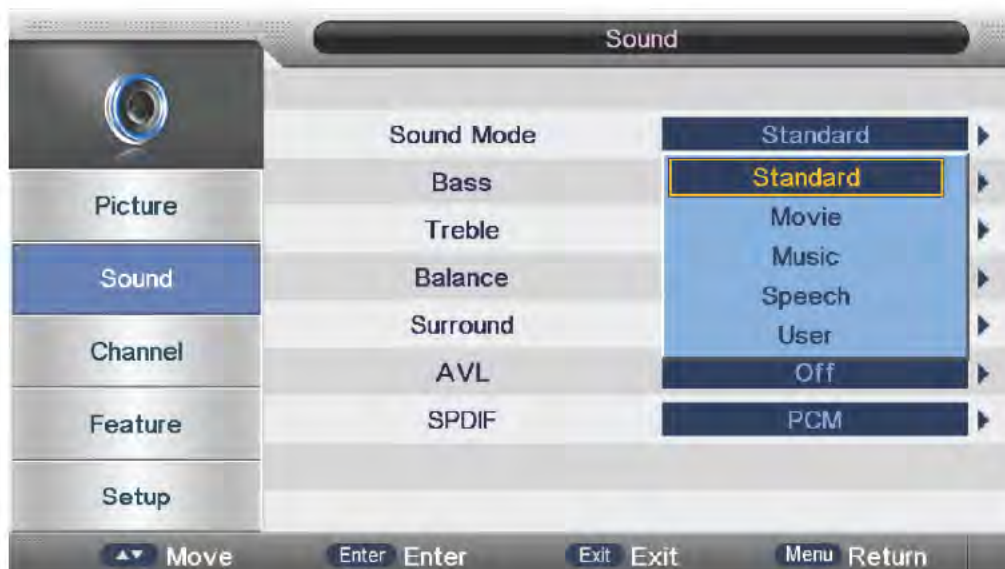 Sound
Sound Mode Standard
Standard
Bass
Movie
Picture
Treble
Music
Sound
Balance
Speech
Surround
User
Channel
AVL Off
Feature
SPDIF PCM
Setup
▲▼ Move Enter Enter Exit Exit Menu Return